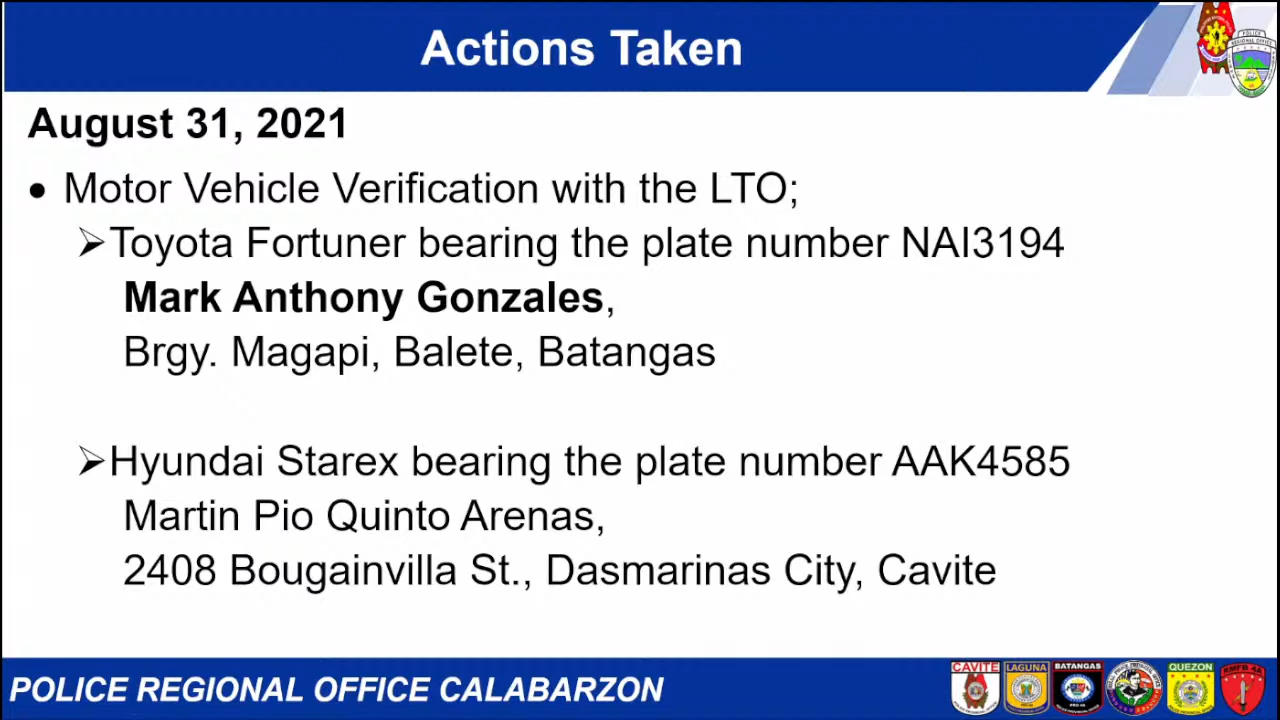 Actions Taken
August 31, 2021
• Motor Vehicle Verification with the LTO;
➢Toyota Fortuner bearing the plate number NAI3194
Mark Anthony Gonzales,
Brgy. Magapi, Balete, Batangas
➢Hyundai Starex bearing the plate number AAK4585
Martin Pio Quinto Arenas,
2408 Bougainvilla St., Dasmarinas City, Cavite
POLICE REGIONAL OFFICE CALABARZON
CAVITE
LAGUNA
BATANGAS
QUEZON
RMFB 4A